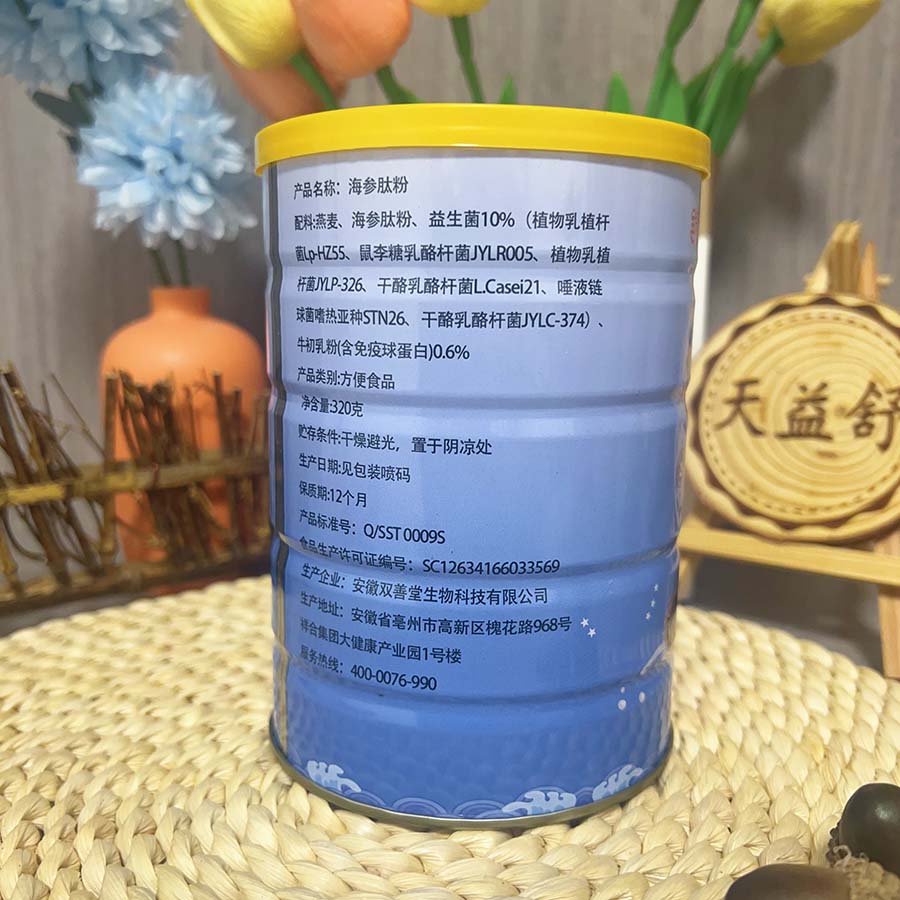 产品名称：海参肽粉
配料:燕麦、海参肽粉、益生菌10%（植物乳植杆
菌Lp-HZ55、鼠李糖乳酪杆菌JYLR005、植物乳植
杆菌JYLP-326、干酪乳酪杆菌L.Casei21、唾液链
球菌嗜热亚种STN26、干酪乳酪杆菌JYLC-374）、
牛初乳粉(含免疫球蛋白)0.6%
产品类别:方便食品
净含量:320克
贮存条件:干燥避光，置于阴凉处
生产日期:见包装喷码
保质期:12个月
产品标准号：Q/SST 0009S
食品生产许可证编号：SC12634166033569
生产企业：安徽双善堂生物科技有限公司
生产地址：安徽省亳州市高新区槐花路968号
祥合集团大健康产业园1号楼
服务热线：400-0076-990
天益舒